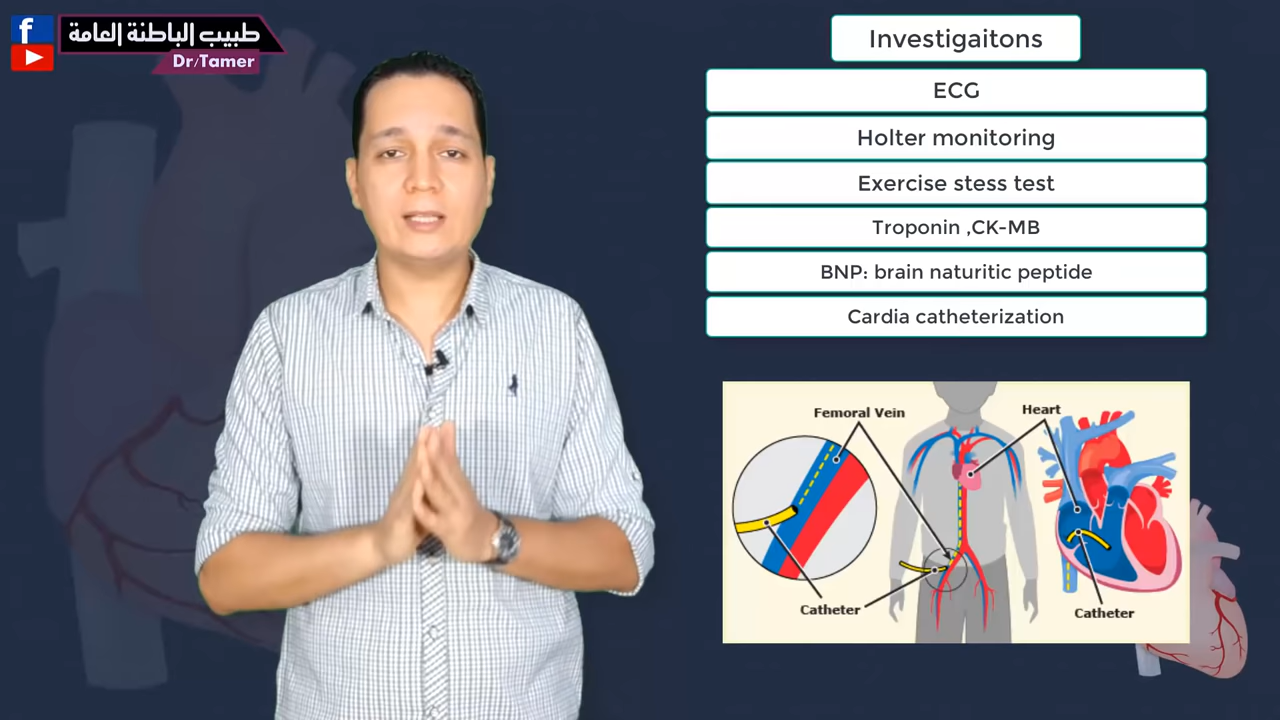 f
طبيب الباطنة العامة
Dr/Tamer
Investigaitons
ECG
Holter monitoring
Exercise stess test
Troponin ,CK-MB
BNP: brain naturitic peptide
Cardia catheterization
Femoral Vein
Heart
Catheter
Catheter